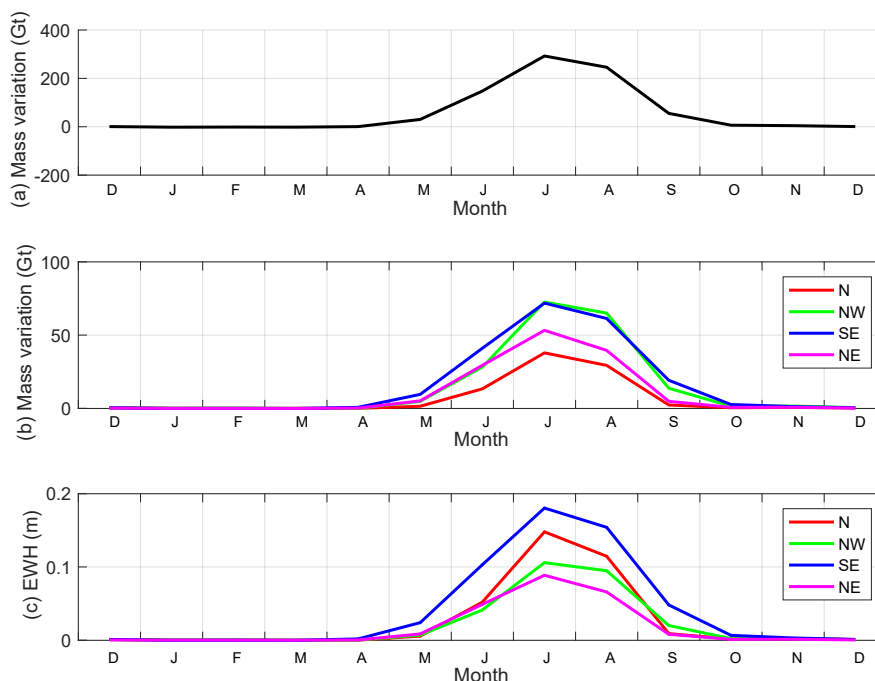 (a) Mass variation (Gt)
400
200
0
-200
D J F M A M J J A S O N D
Month
(b) Mass variation (Gt)
100
50
0
N
NW
SE
NE
D J F M A M J J A S O N D
Month
(c) EWH (m)
0.2
0.1
0
N
NW
SE
NE
D J F M A M J J A S O N D
Month